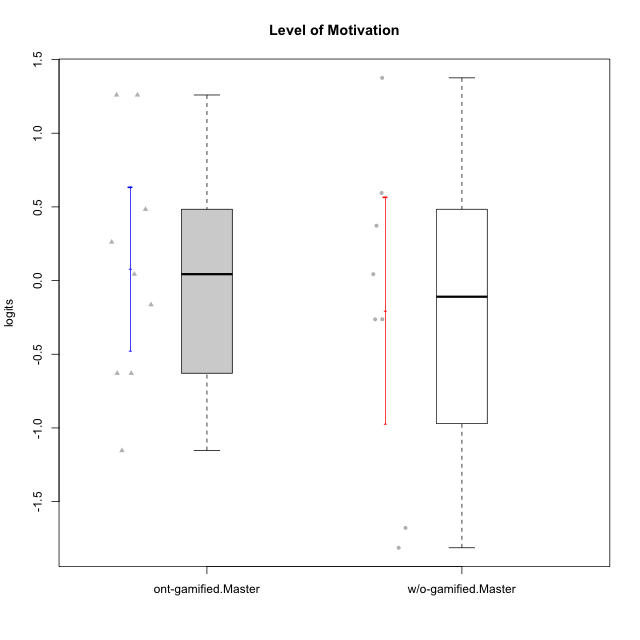 Level of Motivation
logits
1.5
1.0
0.5
0.0
-0.5
-1.0
-1.5
ont-gamified.Master
w/o-gamified.Master